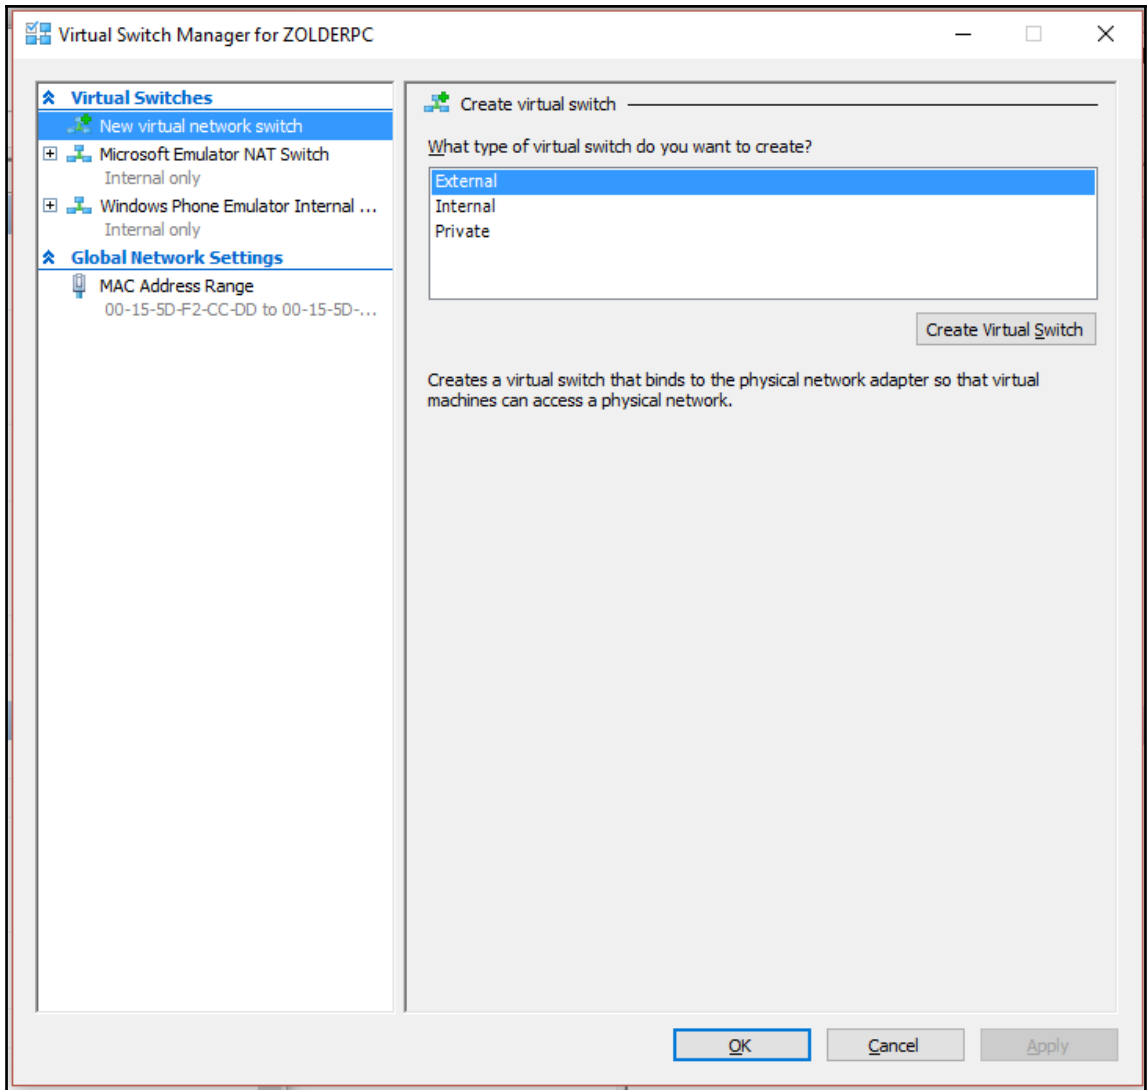 Virtual Switch Manager for ZOLDERPC
Virtual Switches
New virtual network switch
Microsoft Emulator NAT Switch
Internal only
Windows Phone Emulator Internal ...
Internal only
Global Network Settings
MAC Address Range
00-15-5D-F2-CC-DD to 00-15-5D-...
Create virtual switch
What type of virtual switch do you want to create?
External
Internal
Private
Create Virtual Switch
Creates a virtual switch that binds to the physical network adapter so that virtual
machines can access a physical network.
OK
Cancel
Apply